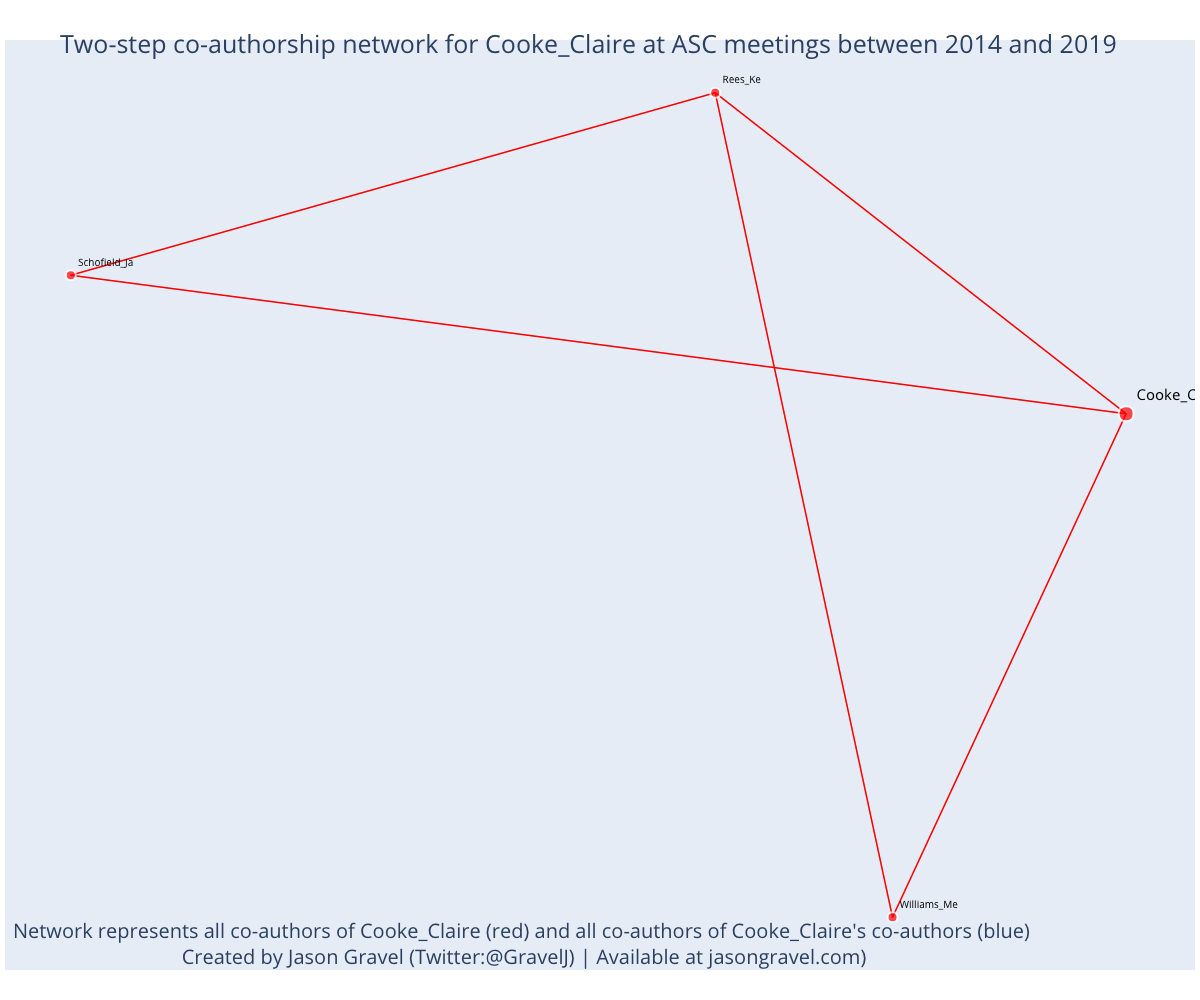 Two-step co-authorship network for Cooke_Claire at ASC meetings between 2014 and 2019
Rees_Ke
Schofield_Ja
Cooke_C
Williams_Me
Network represents all co-authors of Cooke_Claire (red) and all co-authors of Cooke_Claire's co-authors (blue)
Created by Jason Gravel (Twitter:@GravelJ) | Available at jasongravel.com)